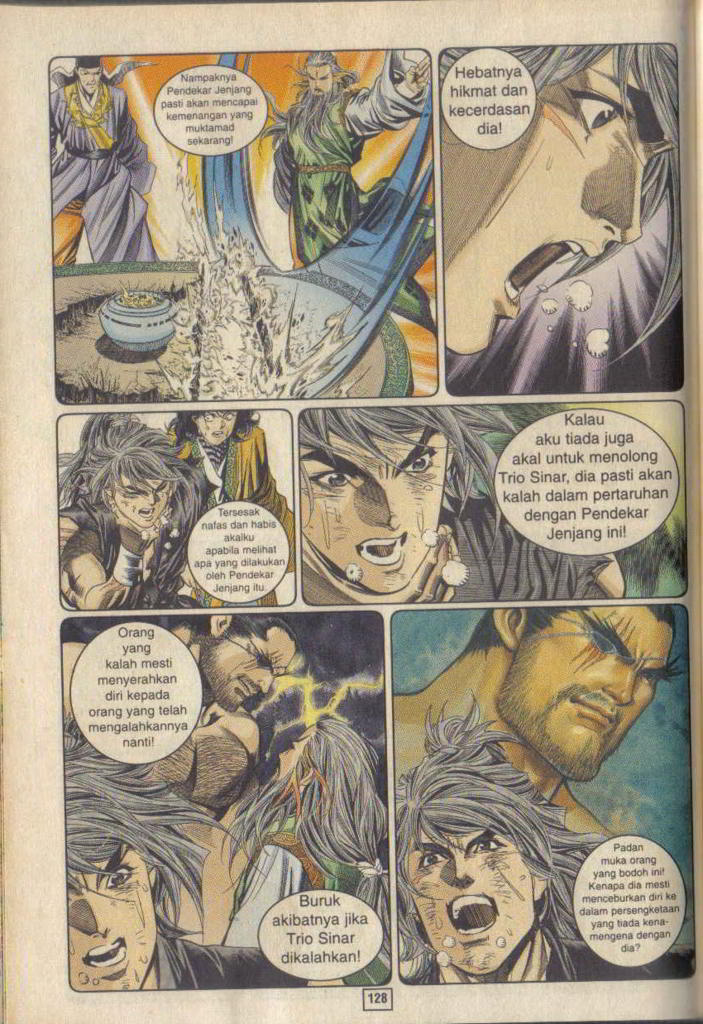 Nampaknya
Pendekar Jenjang
pasti akan mencapai
kemenangan yang
muktamad
sekarang!
Hebatnya
hikmat dan
kecerdasan
dia!
Tersesak
nafas dan habis
akalku
apabila melihat
apa yang dilakukan
oleh Pendekar
Jenjang itu.
Kalau
aku tiada juga
akal untuk menolong
Trio Sinar, dia pasti akan
kalah dalam pertaruhan
dengan Pendekar
Jenjang ini!
Orang
yang
kalah mesti
menyerahkan
diri kepada
orang yang telah
mengalahkannya
nanti!
Buruk
akibatnya jika
Trio Sinar
dikalahkan!
Padan
muka orang
yang bodoh ini!
Kenapa dia mesti
menceburkan diri ke
dalam persengketaan
yang tiada kena-
mengena dengan
dia?
128